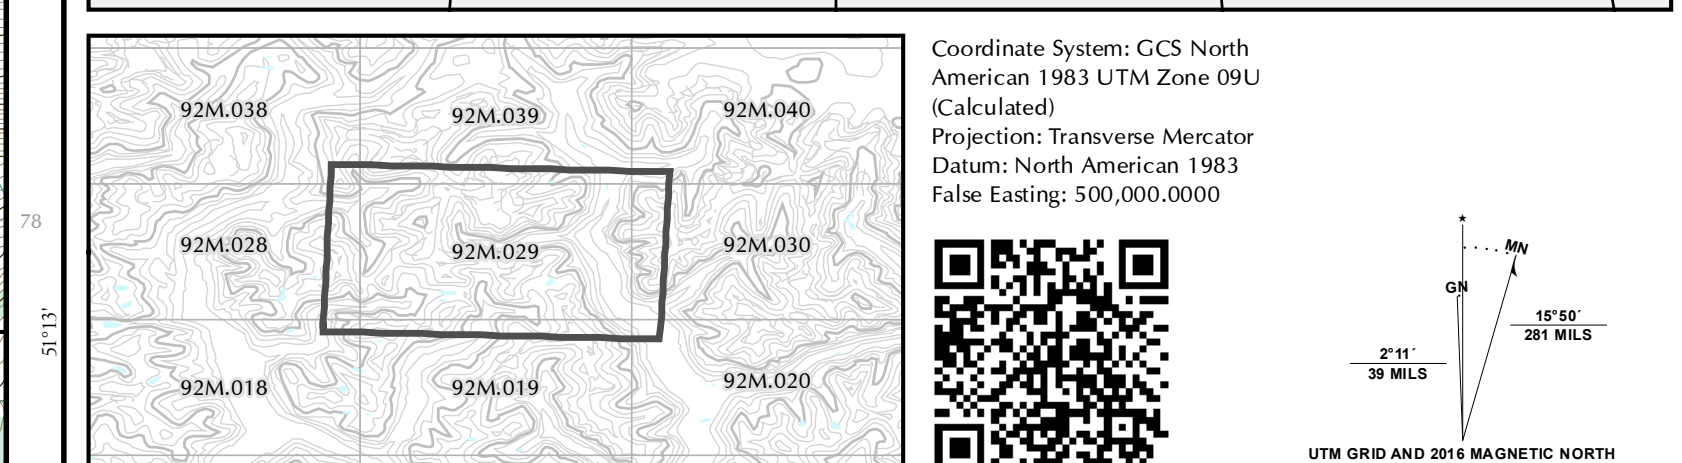 78
51°13'
92M.038
92M.039
92M.040
92M.028
92M.029
92M.030
92M.018
92M.019
92M.020
Coordinate System: GCS North
American 1983 UTM Zone 09U
(Calculated)
Projection: Transverse Mercator
Datum: North American 1983
False Easting: 500,000.0000
MN
GN
15°50´
281 MILS
2°11´
39 MILS
UTM GRID AND 2016 MAGNETIC NORTH